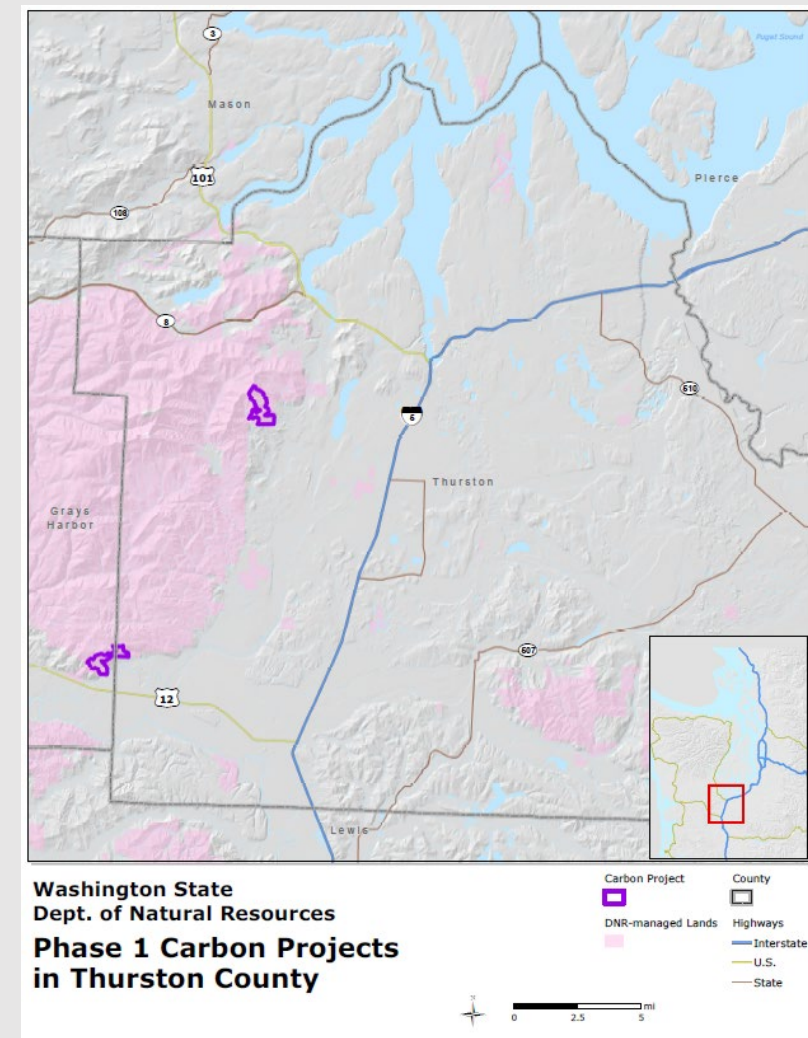 Puget Sound
3
Mason
101
Pierce
108
8
510
5
Thurston
Grays
Harbor
507
12
Lewis
Washington State
Dept. of Natural Resources
Phase 1 Carbon Projects
in Thurston County
Carbon Project
County
DNR-managed Lands
Highways
Interstate
U.S.
State
N
mi
0
2.5
5